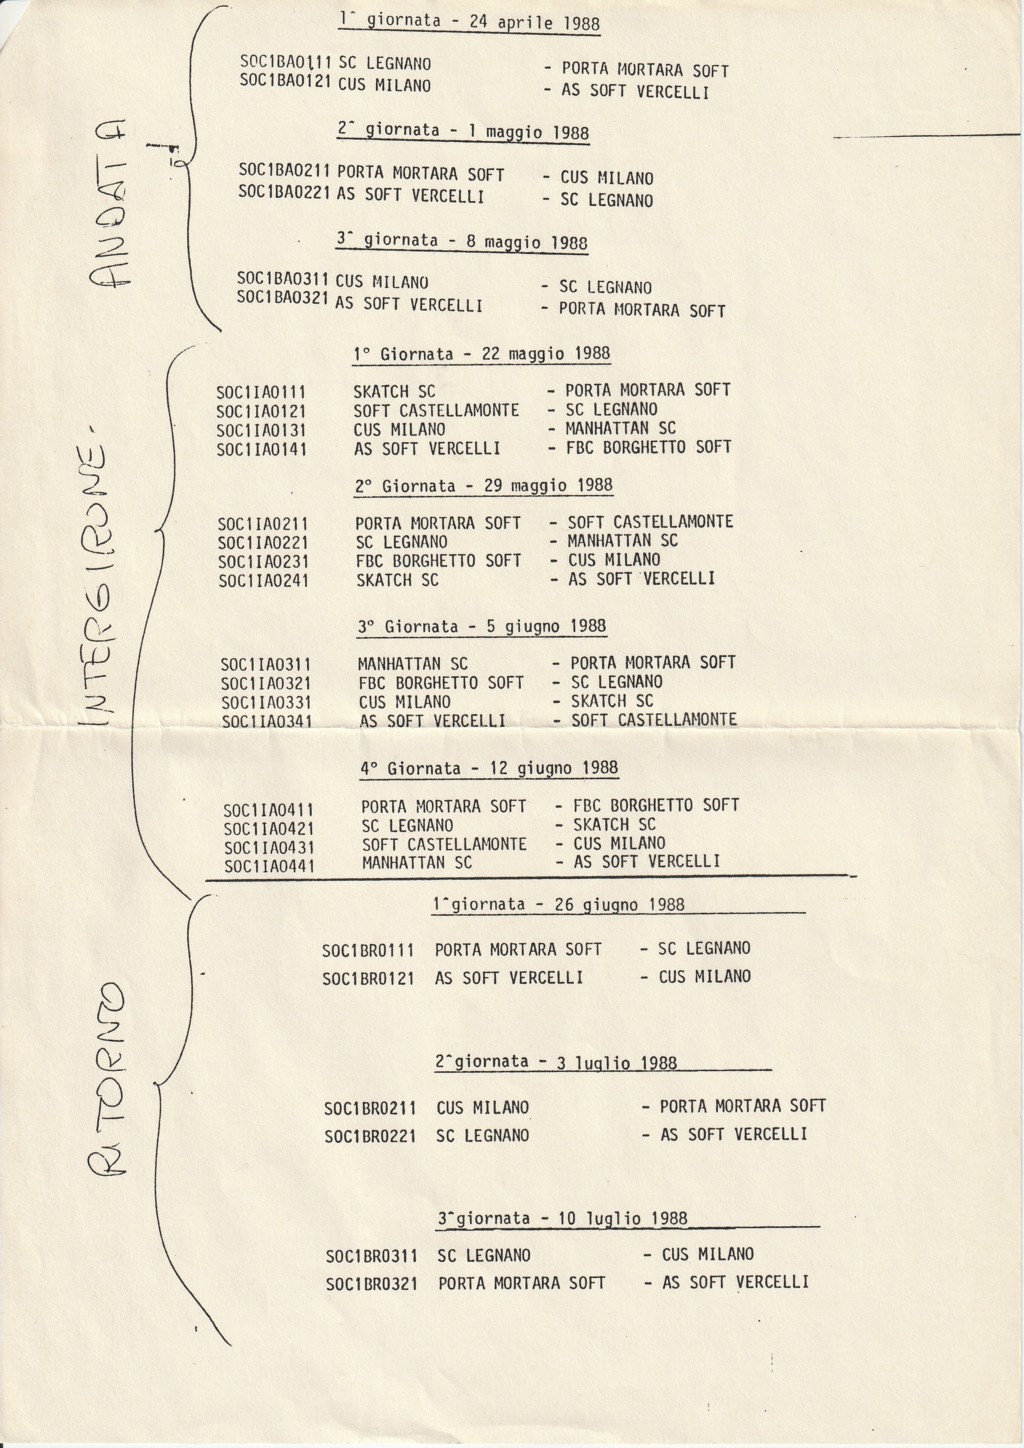 ANDATA
1^ giornata - 24 aprile 1988
SOC1BA0111 SC LEGNANO - PORTA MORTARA SOFT
SOC1BA0121 CUS MILANO - AS SOFT VERCELLI
2^ giornata - 1 maggio 1988
SOC1BA0211 PORTA MORTARA SOFT - CUS MILANO
SOC1BA0221 AS SOFT VERCELLI - SC LEGNANO
3^ giornata - 8 maggio 1988
SOC1BA0311 CUS MILANO - SC LEGNANO
SOC1BA0321 AS SOFT VERCELLI - PORTA MORTARA SOFT
INTERGIRONE -
1° Giornata - 22 maggio 1988
SOC1IA0111 SKATCH SC - PORTA MORTARA SOFT
SOC1IA0121 SOFT CASTELLAMONTE - SC LEGNANO
SOC1IA0131 CUS MILANO - MANHATTAN SC
SOC1IA0141 AS SOFT VERCELLI - FBC BORGHETTO SOFT
2° Giornata - 29 maggio 1988
SOC1IA0211 PORTA MORTARA SOFT - SOFT CASTELLAMONTE
SOC1IA0221 SC LEGNANO - MANHATTAN SC
SOC1IA0231 FBC BORGHETTO SOFT - CUS MILANO
SOC1IA0241 SKATCH SC - AS SOFT VERCELLI
3° Giornata - 5 giugno 1988
SOC1IA0311 MANHATTAN SC - PORTA MORTARA SOFT
SOC1IA0321 FBC BORGHETTO SOFT - SC LEGNANO
SOC1IA0331 CUS MILANO - SKATCH SC
SOC1IA0341 AS SOFT VERCELLI - SOFT CASTELLAMONTE
4° Giornata - 12 giugno 1988
SOC1IA0411 PORTA MORTARA SOFT - FBC BORGHETTO SOFT
SOC1IA0421 SC LEGNANO - SKATCH SC
SOC1IA0431 SOFT CASTELLAMONTE - CUS MILANO
SOC1IA0441 MANHATTAN SC - AS SOFT VERCELLI
RITORNO
1^giornata - 26 giugno 1988
SOC1BR0111 PORTA MORTARA SOFT - SC LEGNANO
SOC1BR0121 AS SOFT VERCELLI - CUS MILANO
2^giornata - 3 luglio 1988
SOC1BR0211 CUS MILANO - PORTA MORTARA SOFT
SOC1BR0221 SC LEGNANO - AS SOFT VERCELLI
3^giornata - 10 luglio 1988
SOC1BR0311 SC LEGNANO - CUS MILANO
SOC1BR0321 PORTA MORTARA SOFT - AS SOFT VERCELLI